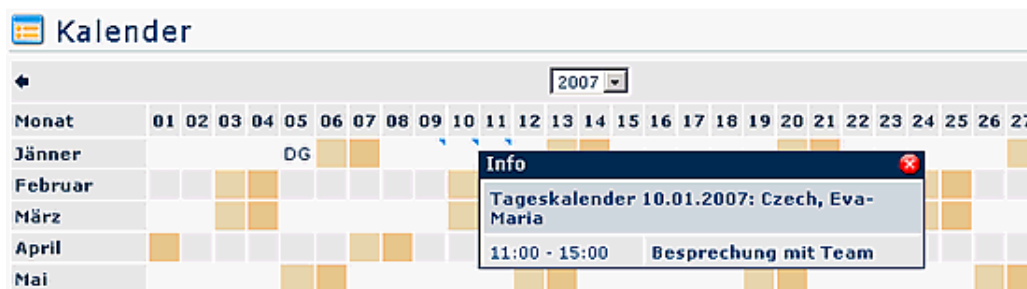 Kalender
2007
Monat 01 02 03 04 05 06 07 08 09 10 11 12 13 14 15 16 17 18 19 20 21 22 23 24 25 26 27
Jänner DG
Info
Februar
Tageskalender 10.01.2007: Czech, Eva-
Maria
März
April
11:00 - 15:00 Besprechung mit Team
Mai